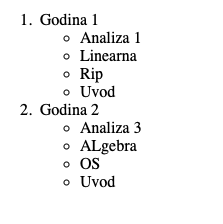 1. Godina 1
○ Analiza 1
○ Linearna
○ Rip
○ Uvod
2. Godina 2
○ Analiza 3
○ ALgebra
○ OS
○ Uvod